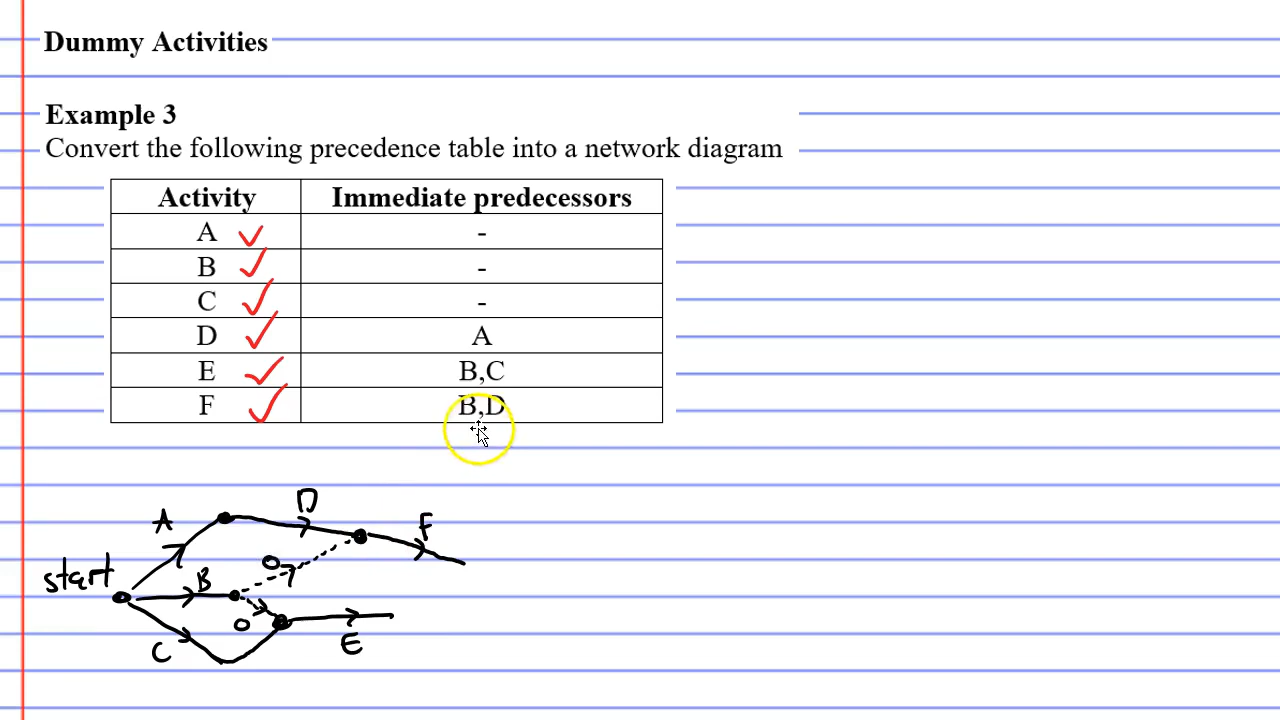 Dummy Activities
Example 3
Convert the following precedence table into a network diagram
Activity Immediate predecessors
A -
B -
C -
D A
E B,C
F B,D
D
A F
start B 0
0
C E